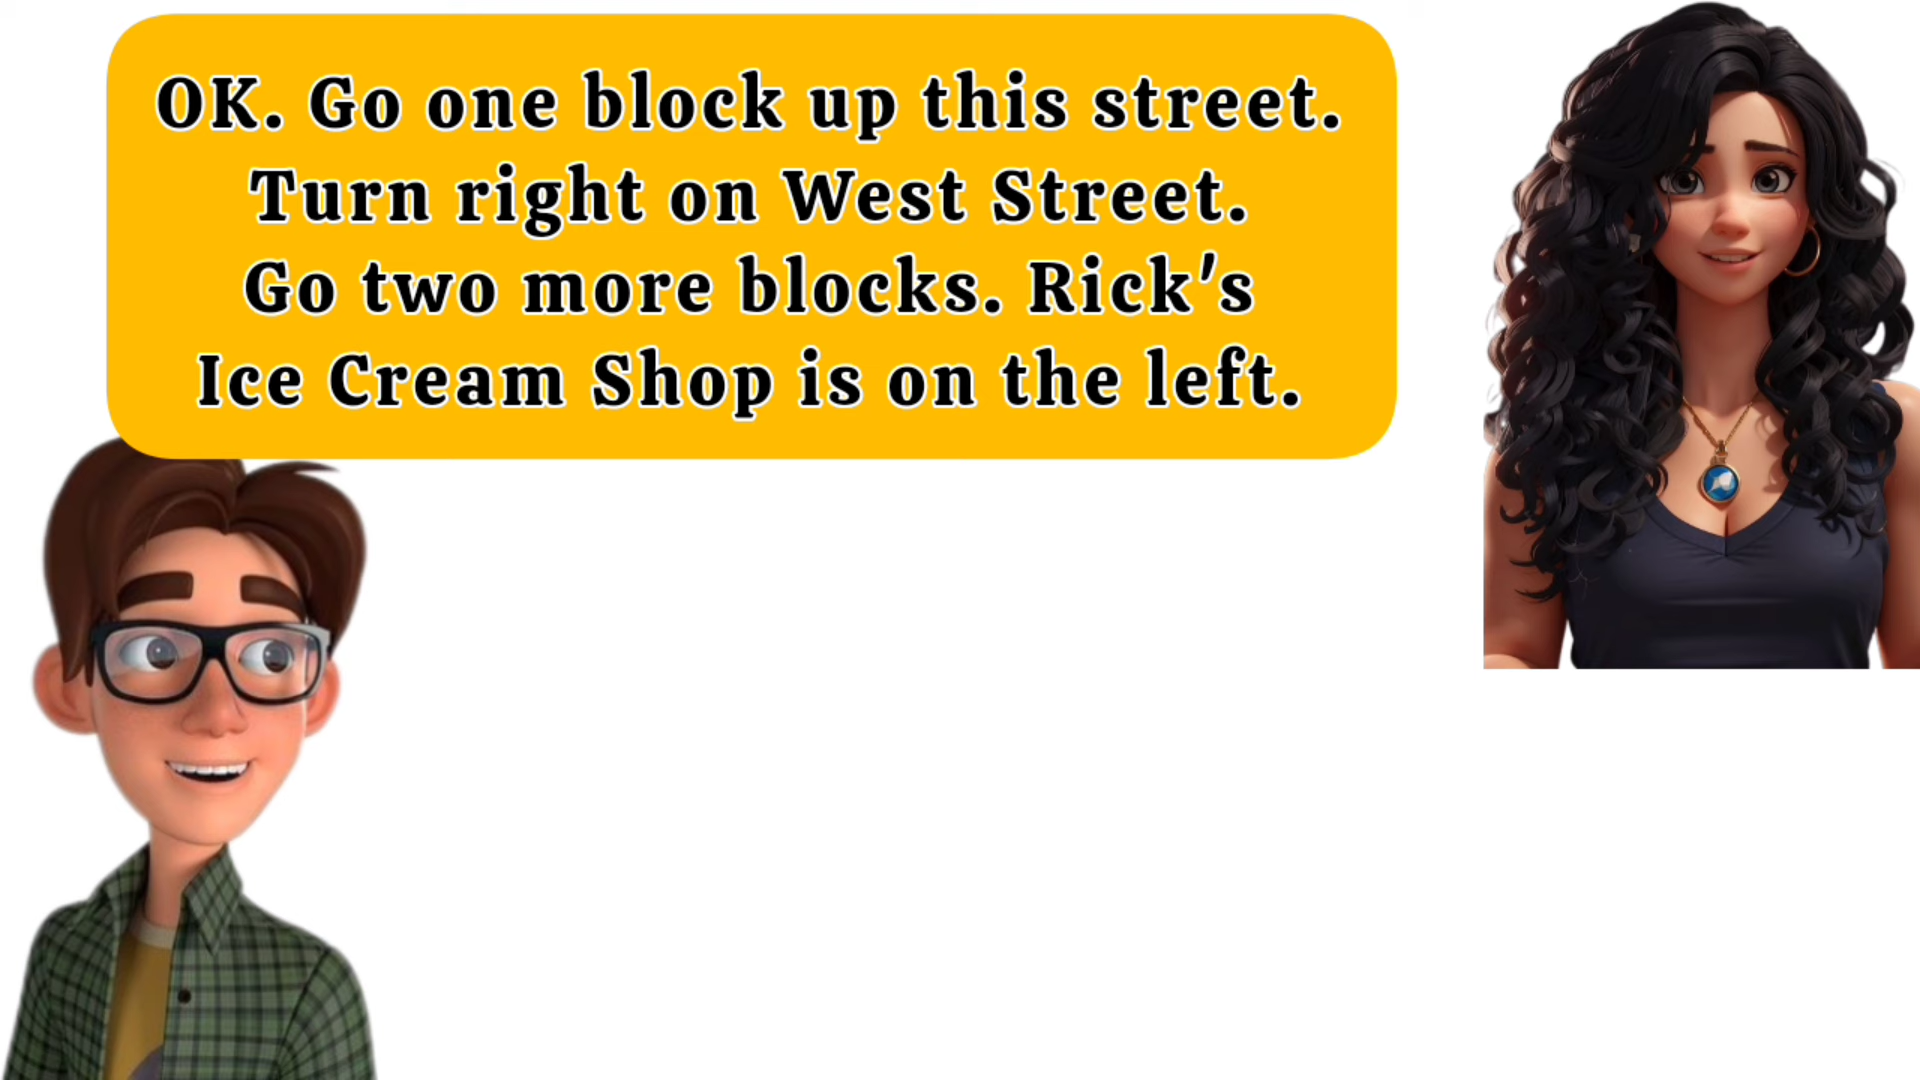 OK. Go one block up this street.
Turn right on West Street.
Go two more blocks. Rick's
Ice Cream Shop is on the left.